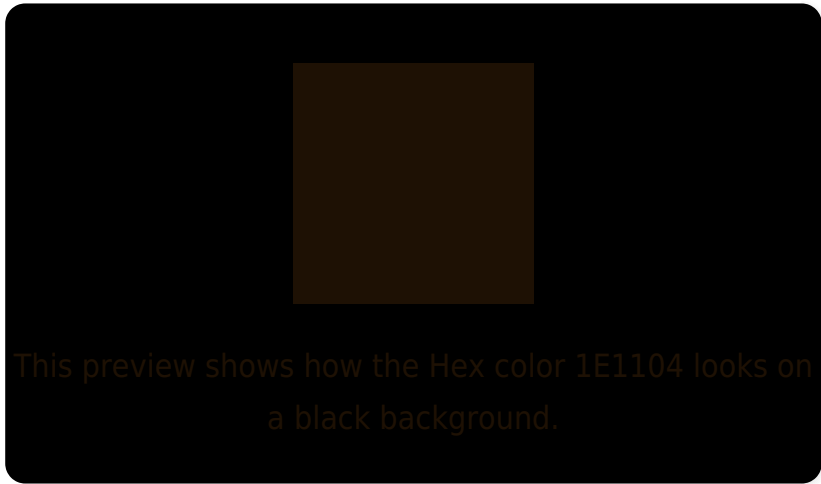 This preview shows how the Hex color 1E1104 looks on
a black background.